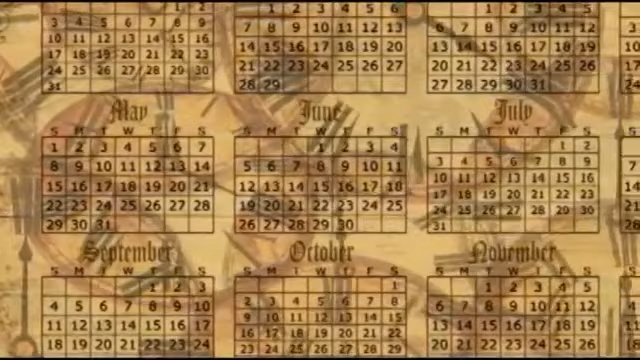 1 2
3 4 5 6 7 8 9
10 11 12 13 14 15 16
17 18 19 20 21 22 23
24 25 26 27 28 29 30
31
1 2 3 4 5 6
7 8 9 10 11 12 13
14 15 16 17 18 19 20
21 22 23 24 25 26 27
28 29
1 2 3 4 5
6 7 8 9 10 11 12
13 14 15 16 17 18 19
20 21 22 23 24 25 26
27 28 29 30 31
May
S M T W T F S
1 2 3 4 5 6 7
8 9 10 11 12 13 14
15 16 17 18 19 20 21
22 23 24 25 26 27 28
29 30 31
June
S M T W T F S
1 2 3 4
5 6 7 8 9 10 11
12 13 14 15 16 17 18
19 20 21 22 23 24 25
26 27 28 29 30
July
S M T W T F S
1 2
3 4 5 6 7 8 9
10 11 12 13 14 15 16
17 18 19 20 21 22 23
24 25 26 27 28 29 30
31
September
S M T W T F S
1 2 3
4 5 6 7 8 9 10
11 12 13 14 15 16 17
18 19 20 21 22 23 24
October
S M T W T F S
1
2 3 4 5 6 7 8
9 10 11 12 13 14 15
16 17 18 19 20 21 22
23 24 25 26 27 28 29
November
S M T W T F S
1 2 3 4 5
6 7 8 9 10 11 12
13 14 15 16 17 18 19
20 21 22 23 24 25 26